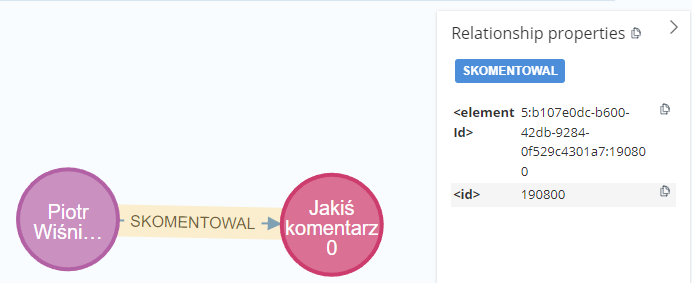 Relationship properties
SKOMENTOWAL
<element
Id>
5:b107e0dc-b600-
42db-9284-
0f529c4301a7:19080
0
<id>
190800
Piotr
Wiśni...
SKOMENTOWAL
Jakiś
komentarz
0